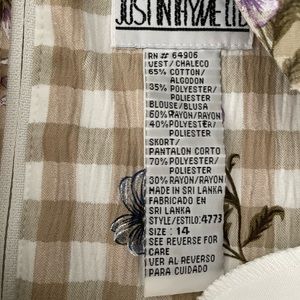 JUST IN TYME LTD
RN# 64906
VEST/CHALECO
65% COTTON/
ALGODON
35% POLYESTER/
POLIESTER
BLOUSE/BLUSA
60% RAYON/RAYON
40% POLYESTER/
POLIESTER
SKORT/
PANTALON CORTO
70% POLYESTER/
POLIESTER
30% RAYON/RAYON
MADE IN SRI LANKA
FABRICADO EN
SRI LANKA
STYLE/ESTILO:4773
SIZE: 14
SEE REVERSE FOR
CARE
VER AL REVERSO
PARA CUIDADO